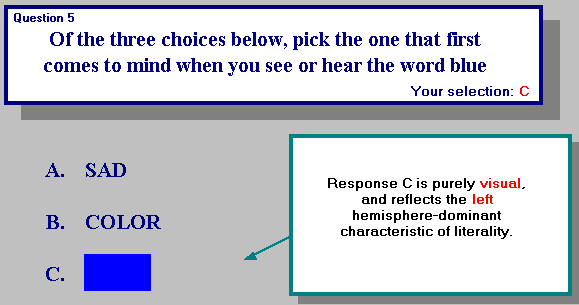 Question 5
Of the three choices below, pick the one that first
comes to mind when you see or hear the word blue
Your selection: C
A. SAD
B. COLOR
C.
Response C is purely visual,
and reflects the left
hemisphere-dominant
characteristic of literality.